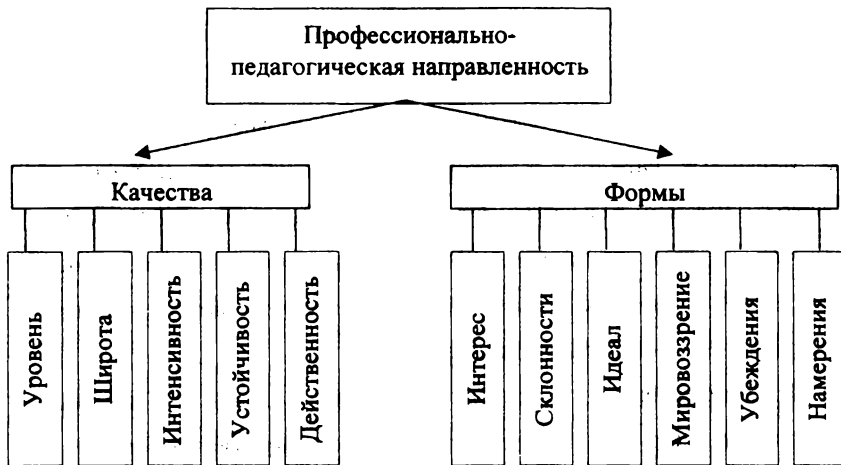 Профессионально-
педагогическая направленность
Качества
Формы
Уровень
Широта
Интенсивность
Устойчивость
Действенность
Интерес
Склонности
Идеал
Мировоззрение
Убеждения
Намерения